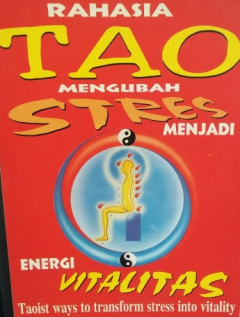 RAHASIA
TAO
MENGUBAH
STRES
MENJADI
ENERGI
VITALITAS
Taoist ways to transform stress into vitality